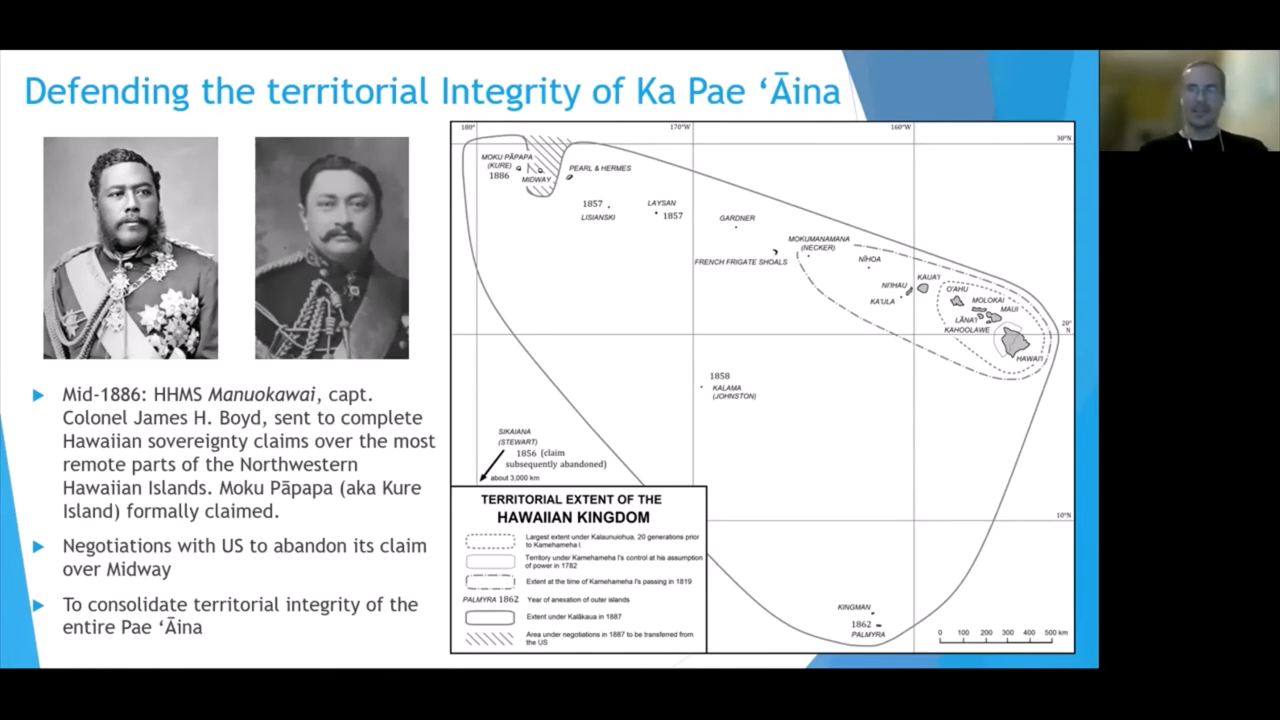 Defending the territorial Integrity of Ka Pae ʻĀina
Mid-1886: HHMS Manuokawai, capt.
Colonel James H. Boyd, sent to complete
Hawaiian sovereignty claims over the most
remote parts of the Northwestern
Hawaiian Islands. Moku Pāpapa (aka Kure
Island) formally claimed.
Negotiations with US to abandon its claim
over Midway
To consolidate territorial integrity of the
entire Pae ʻĀina
180°
170°W
160°W
30°N
MOKU PĀPAPA
(KURE)
1886
MIDWAY
PEARL & HERMES
1857
LISIANSKI
LAYSAN
1857
GARDNER
MOKUMANAMANA
(NECKER)
FRENCH FRIGATE SHOALS
NĪHOA
KAUAʻI
NIʻIHAU
KAʻULA
OʻAHU
MOLOKAI
MAUI
LĀNAʻI
KAHOOLAWE
20°
N
HAWAIʻI
1858
KALAMA
(JOHNSTON)
SIKAIANA
(STEWART)
1856 (claim
subsequently abandoned)
about 3,000 km
10°N
KINGMAN
1862
PALMYRA
0 100 200 300 400 500 km
TERRITORIAL EXTENT OF THE
HAWAIIAN KINGDOM
Largest extent under Kalaunuiohua, 20 generations prior
to Kamehameha I.
Territory under Kamehameha I's control at his assumption
of power in 1782
Extent at the time of Kamehameha I's passing in 1819
PALMYRA 1862 Year of anexation of outer islands
Extent under Kalākaua in 1887
Area under negotiations in 1887 to be transferred from
the US